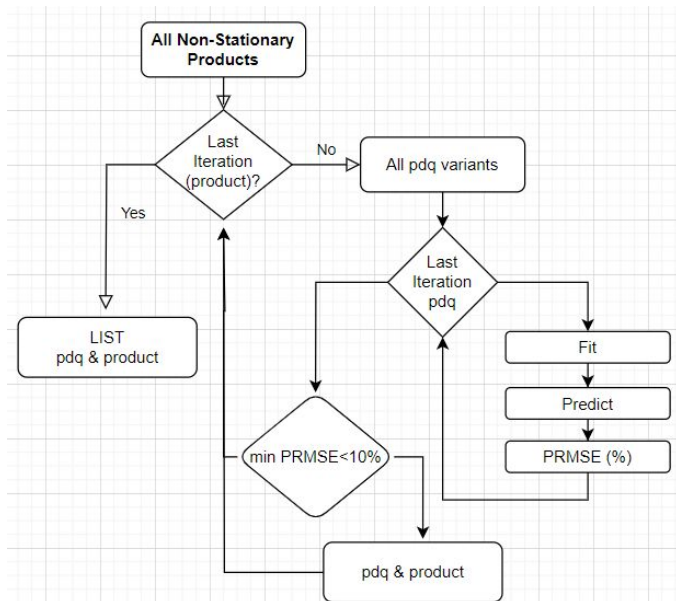 All Non-Stationary
Products
Last
Iteration
(product)?
No
All pdq variants
Yes
Last
Iteration
pdq
LIST
pdq & product
Fit
Predict
PRMSE (%)
min PRMSE<10%
pdq & product